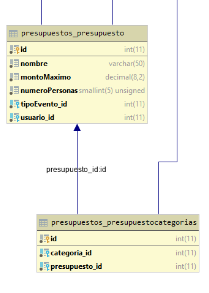 presupuestos_presupuesto
id int(11)
nombre varchar(50)
montoMaximo decimal(8,2)
numeroPersonas smallint(5) unsigned
tipoEvento_id int(11)
usuario_id int(11)
presupuesto_id:id
presupuestos_presupuestocategorias
id int(11)
categoria_id int(11)
presupuesto_id int(11)